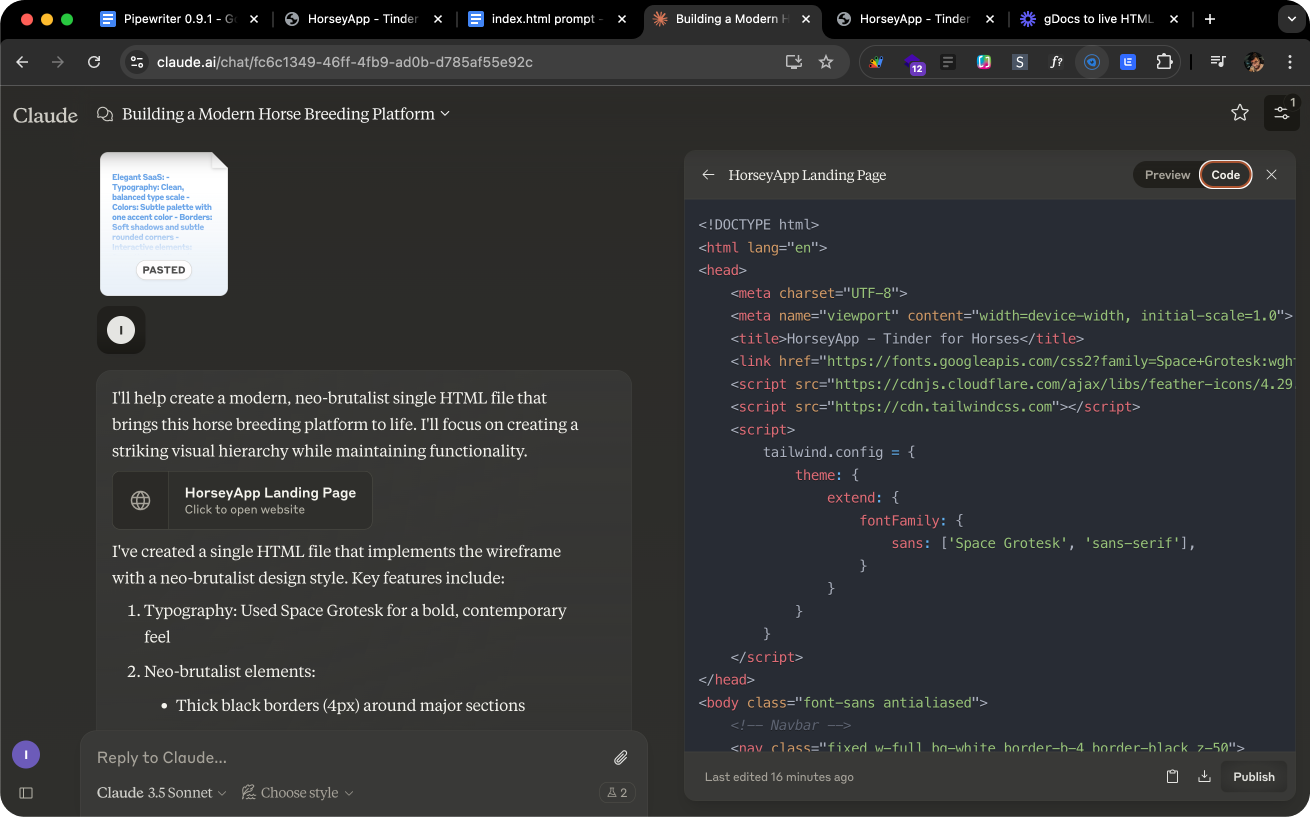 Pipewriter 0.9.1 - G
HorseyApp - Tinder
index.html prompt -
Building a Modern H
HorseyApp - Tinder
gDocs to live HTML
claude.ai/chat/fc6c1349-46ff-4fb9-ad0b-d785af55e92c
12
S
f?
Claude
Building a Modern Horse Breeding Platform
1
Elegant SaaS: -
Typography: Clean,
balanced type scale -
Colors: Subtle palette with
one accent color - Borders:
Soft shadows and subtle
rounded corners -
Interactive elements:
PASTED
I
I'll help create a modern, neo-brutalist single HTML file that
brings this horse breeding platform to life. I'll focus on creating a
striking visual hierarchy while maintaining functionality.
HorseyApp Landing Page
Click to open website
I've created a single HTML file that implements the wireframe
with a neo-brutalist design style. Key features include:
1. Typography: Used Space Grotesk for a bold, contemporary
feel
2. Neo-brutalist elements:
• Thick black borders (4px) around major sections
I
Reply to Claude...
Claude 3.5 Sonnet
Choose style
2
HorseyApp Landing Page
Preview
Code
<!DOCTYPE html>
<html lang="en">
<head>
<meta charset="UTF-8">
<meta name="viewport" content="width=device-width, initial-scale=1.0">
<title>HorseyApp - Tinder for Horses</title>
<link href="https://fonts.googleapis.com/css2?family=Space+Grotesk:wgh
<script src="https://cdnjs.cloudflare.com/ajax/libs/feather-icons/4.29
<script src="https://cdn.tailwindcss.com"></script>
<script>
tailwind.config = {
theme: {
extend: {
fontFamily: {
sans: ['Space Grotesk', 'sans-serif'],
}
}
}
}
</script>
</head>
<body class="font-sans antialiased">
<!-- Navbar -->
<nav class="fixed w-full bg-white border-b-4 border-black z-50">
Last edited 16 minutes ago
Publish